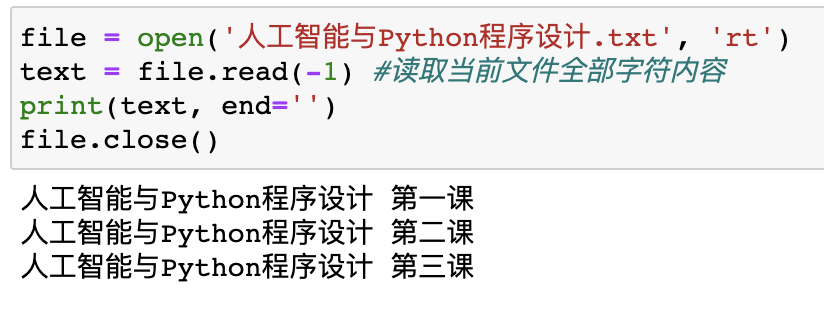 file = open('人工智能与Python程序设计.txt', 'rt')
text = file.read(-1) #读取当前文件全部字符内容
print(text, end='')
file.close()
人工智能与Python程序设计 第一课
人工智能与Python程序设计 第二课
人工智能与Python程序设计 第三课